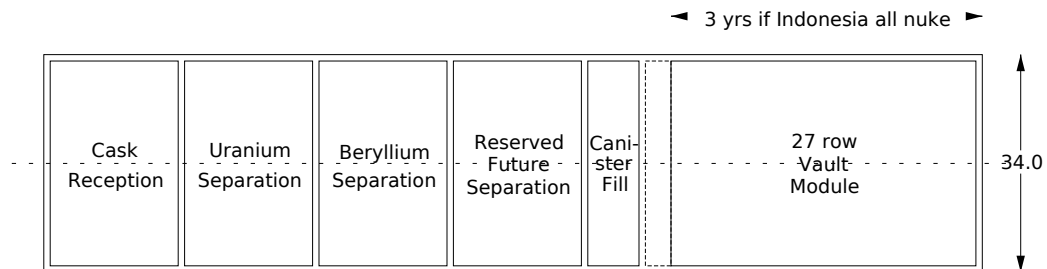 3 yrs if Indonesia all nuke
Cask
Reception
Uranium
Separation
Beryllium
Separation
Reserved
Future
Separation
Cani-
ster
Fill
27 row
Vault
Module
34.0